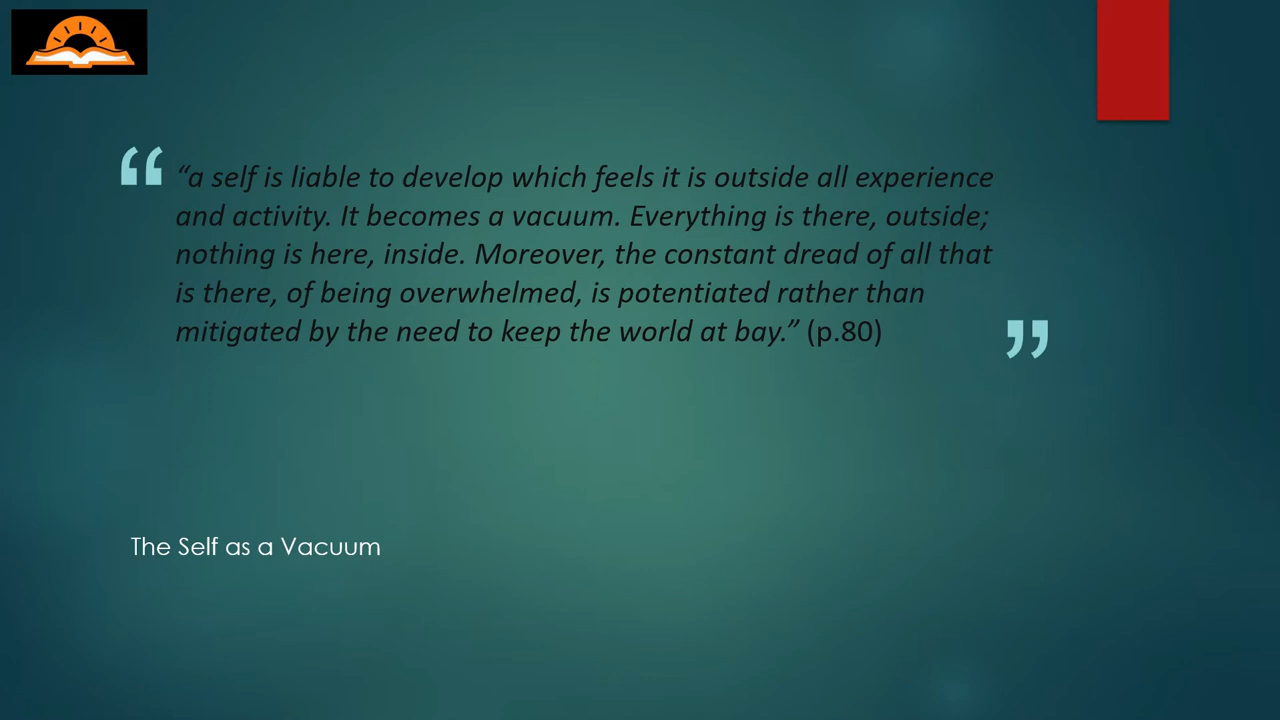 “a self is liable to develop which feels it is outside all experience
and activity. It becomes a vacuum. Everything is there, outside;
nothing is here, inside. Moreover, the constant dread of all that
is there, of being overwhelmed, is potentiated rather than
mitigated by the need to keep the world at bay.” (p.80)
The Self as a Vacuum